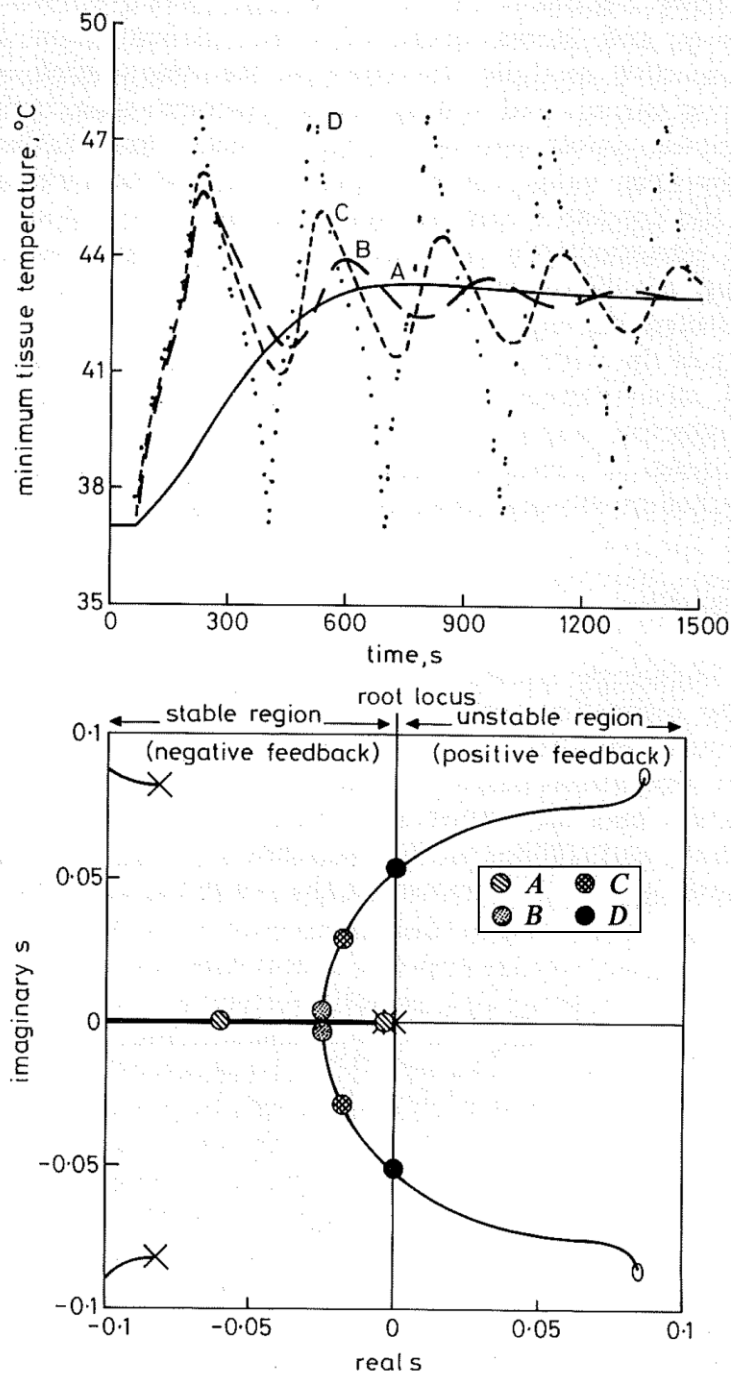 50
47
44
41
38
35
minimum tissue temperature, °C
D
C
B
A
0
300
600
900
1200
1500
time, s
root locus
stable region
unstable region
(negative feedback)
(positive feedback)
0·1
0·05
0
-0·05
-0·1
imaginary s
A
C
B
D
-0·1
-0·05
0
0·05
0·1
real s